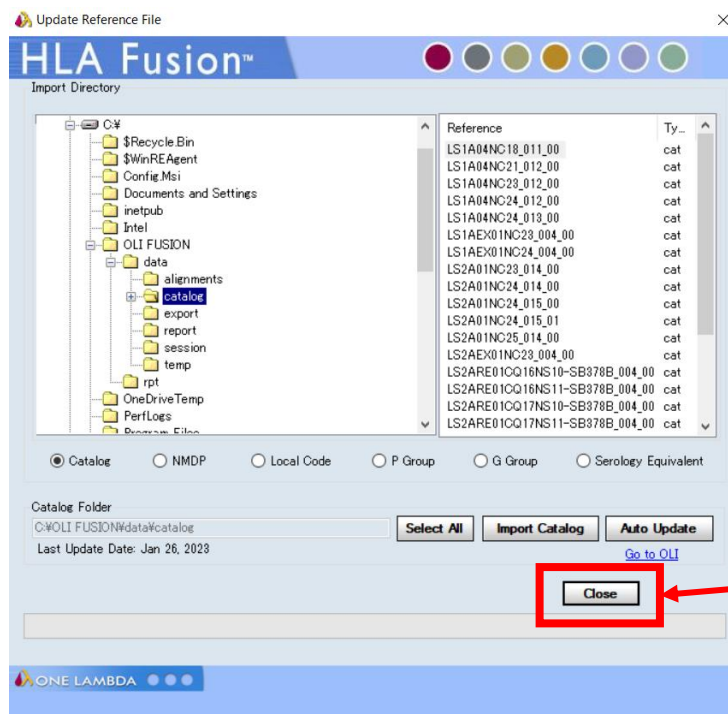 Update Reference File
HLA Fusion™
Import Directory
C:¥
$Recycle.Bin
$WinREAgent
Config.Msi
Documents and Settings
inetpub
Intel
OLI FUSION
data
alignments
catalog
export
report
session
temp
rpt
OneDriveTemp
PerfLogs
Program Files
Reference Ty...
LS1A04NC18_011_00 cat
LS1A04NC21_012_00 cat
LS1A04NC23_012_00 cat
LS1A04NC24_012_00 cat
LS1A04NC24_013_00 cat
LS1AEX01NC23_004_00 cat
LS1AEX01NC24_004_00 cat
LS2A01NC23_014_00 cat
LS2A01NC24_014_00 cat
LS2A01NC24_015_00 cat
LS2A01NC24_015_01 cat
LS2A01NC25_014_00 cat
LS2AEX01NC23_004_00 cat
LS2ARE01CQ16NS10-SB378B_004_00 cat
LS2ARE01CQ16NS11-SB378B_004_00 cat
LS2ARE01CQ17NS10-SB378B_004_00 cat
LS2ARE01CQ17NS11-SB378B_004_00 cat
Catalog NMDP Local Code P Group G Group Serology Equivalent
Catalog Folder
C:¥OLI FUSION¥data¥catalog Select All Import Catalog Auto Update
Last Update Date: Jan 26, 2023 Go to OLI
Close
ONE LAMBDA